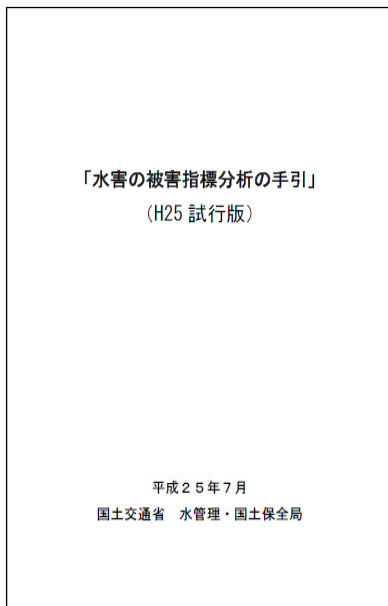 「水害の被害指標分析の手引」
（H25 試行版）
平成２５年７月
国土交通省　水管理・国土保全局